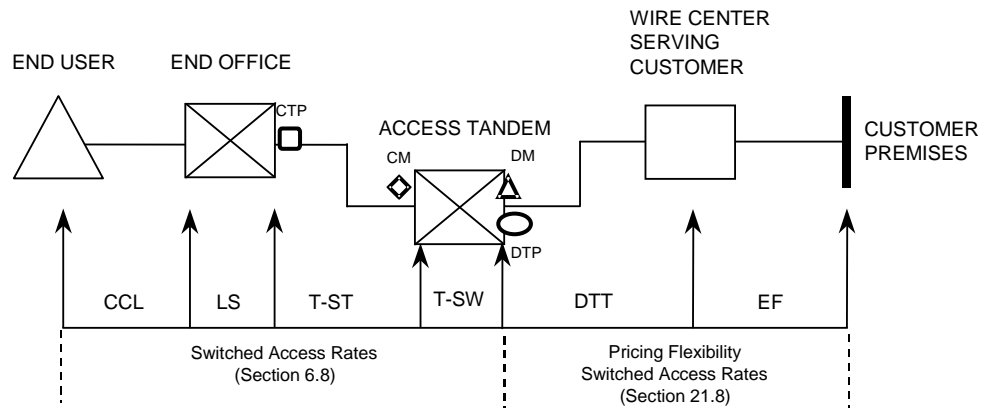 WIRE CENTER
SERVING
CUSTOMER
END USER
END OFFICE
CTP
ACCESS TANDEM
CUSTOMER
PREMISES
CM
DM
DTP
CCL
LS
T-ST
T-SW
DTT
EF
Switched Access Rates
(Section 6.8)
Pricing Flexibility
Switched Access Rates
(Section 21.8)